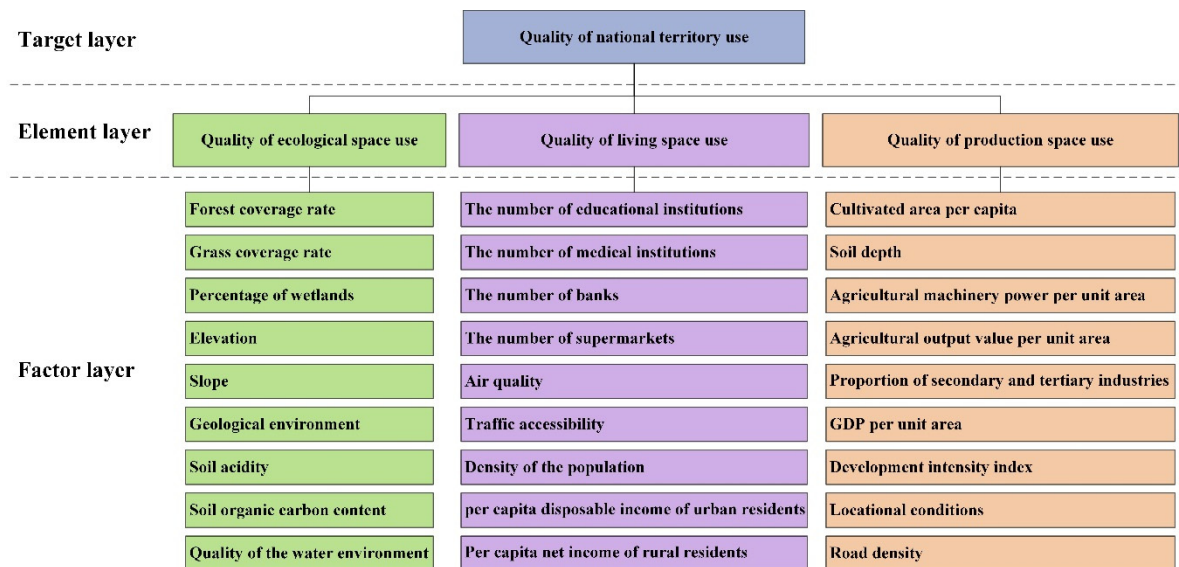 Target layer
Quality of national territory use
Element layer
Quality of ecological space use
Quality of living space use
Quality of production space use
Factor layer
Forest coverage rate
Grass coverage rate
Percentage of wetlands
Elevation
Slope
Geological environment
Soil acidity
Soil organic carbon content
Quality of the water environment
The number of educational institutions
The number of medical institutions
The number of banks
The number of supermarkets
Air quality
Traffic accessibility
Density of the population
per capita disposable income of urban residents
Per capita net income of rural residents
Cultivated area per capita
Soil depth
Agricultural machinery power per unit area
Agricultural output value per unit area
Proportion of secondary and tertiary industries
GDP per unit area
Development intensity index
Locational conditions
Road density